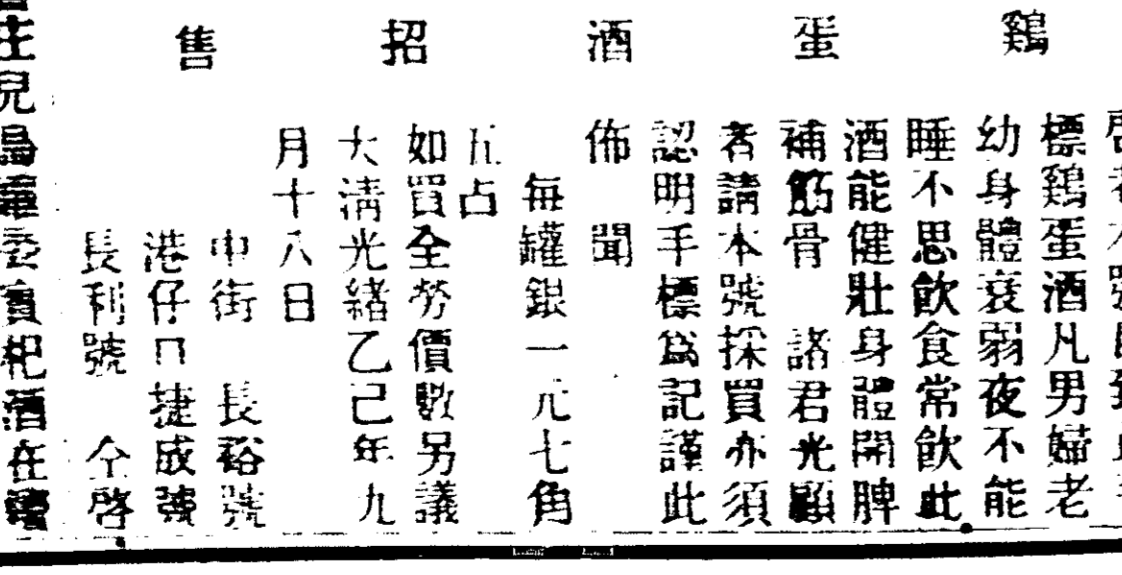 鷄蛋酒招售
標鷄蛋酒凡男婦老
幼身體衰弱夜不能
睡不思飲食常飲此
酒能健壯身體開脾
補筋骨 諸君光顧
者請本號採買亦須
認明手標為記謹此
佈聞
每罐銀一元七角
五占
如買全勞價數另議
大清光緒乙己年九
月十八日
中街 長裕號
港仔口捷成號
長利號 仝啓